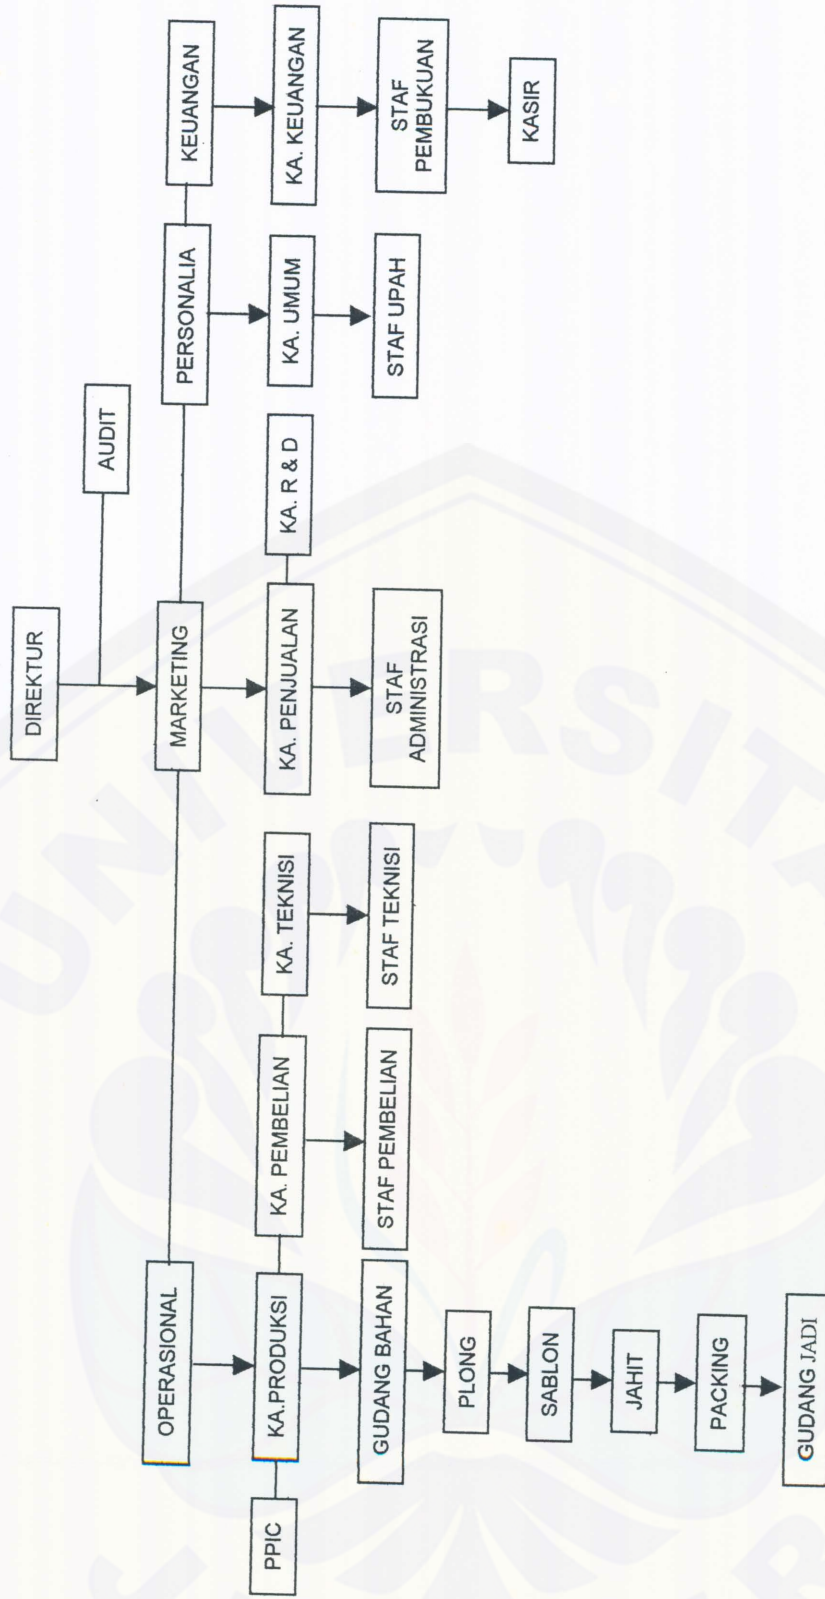 DIREKTUR
AUDIT
OPERASIONAL
MARKETING
PERSONALIA
KEUANGAN
PPIC
KA.PRODUKSI
KA. PEMBELIAN
KA. TEKNISI
KA. PENJUALAN
KA. R & D
KA. UMUM
KA. KEUANGAN
GUDANG BAHAN
STAF PEMBELIAN
STAF TEKNISI
STAF
ADMINISTRASI
STAF UPAH
STAF
PEMBUKUAN
PLONG
KASIR
SABLON
JAHIT
PACKING
GUDANG JADI
UNIVERSITA